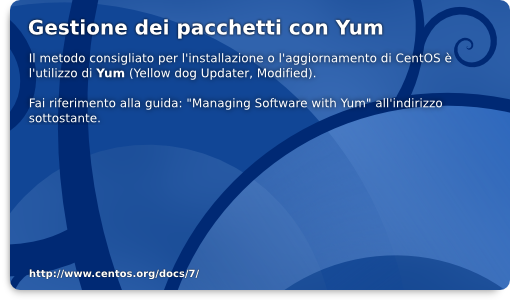 Gestione dei pacchetti con Yum
Il metodo consigliato per l'installazione o l'aggiornamento di CentOS è
l'utilizzo di Yum (Yellow dog Updater, Modified).
Fai riferimento alla guida: "Managing Software with Yum" all'indirizzo
sottostante.
http://www.centos.org/docs/7/